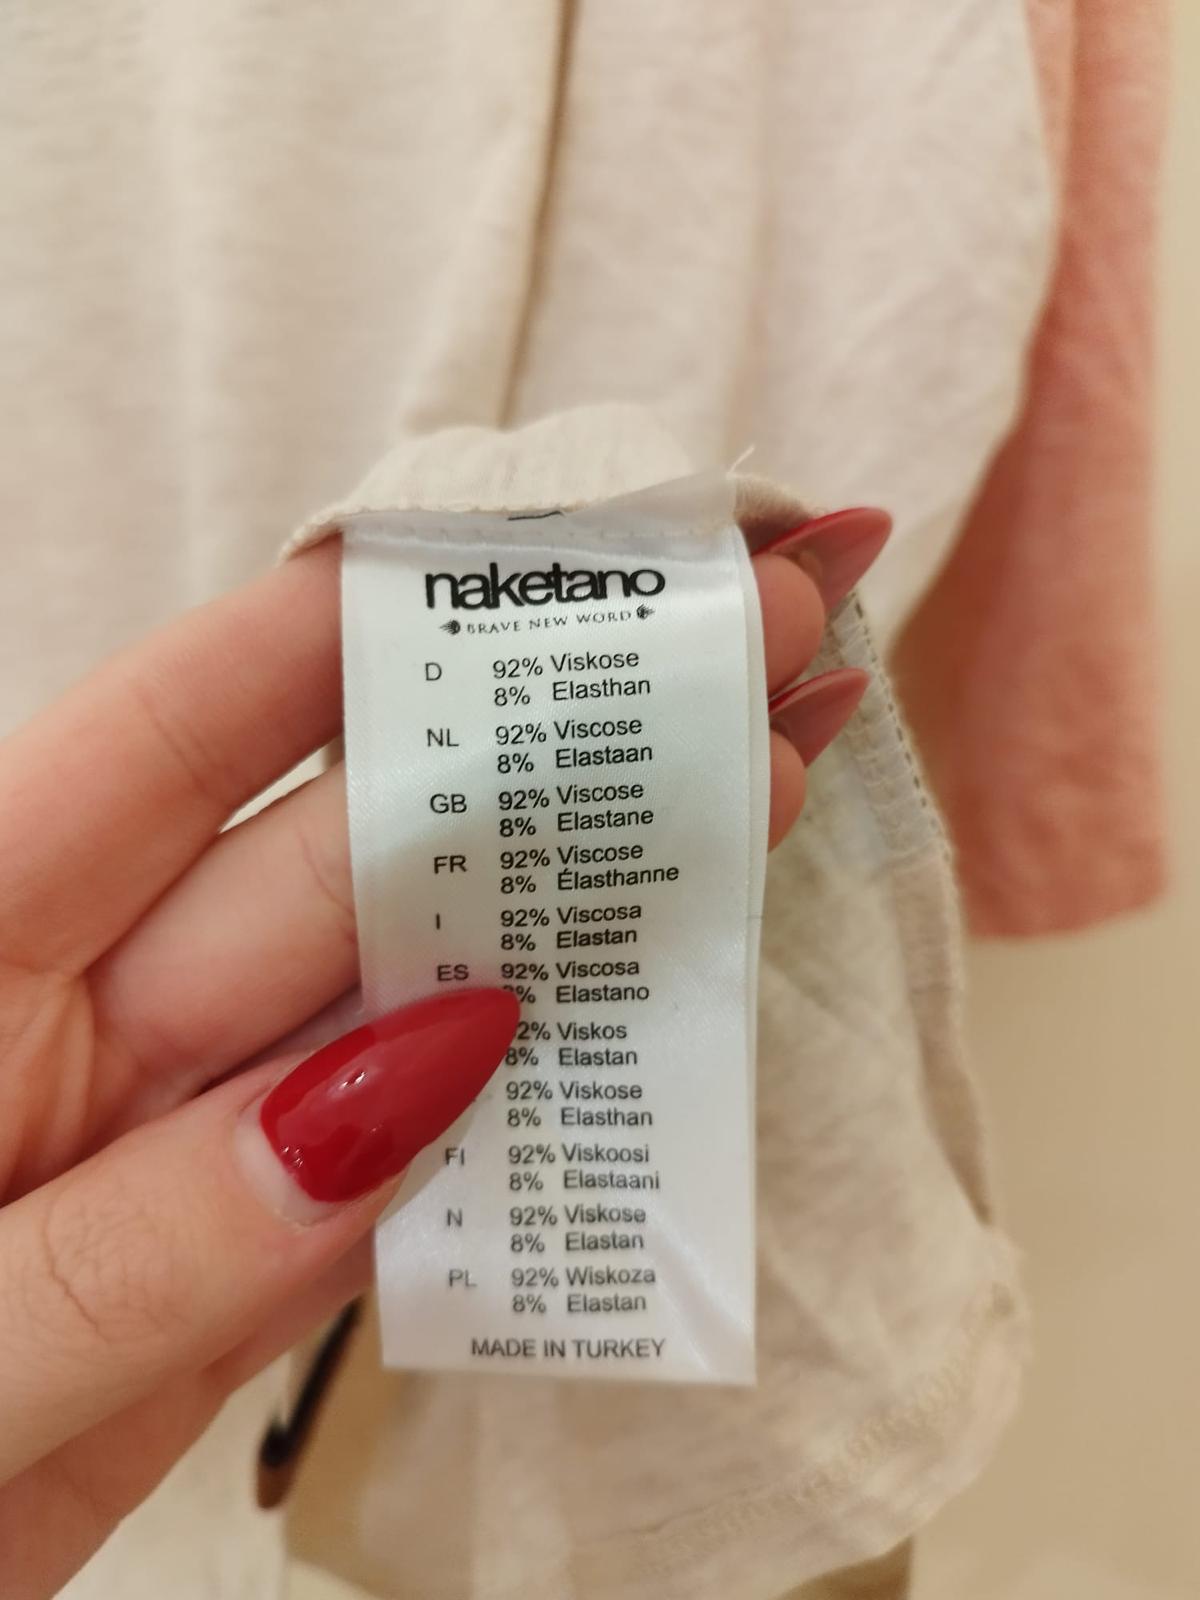 naketano
BRAVE NEW WORD
D 92% Viskose
8% Elasthan
NL 92% Viscose
8% Elastaan
GB 92% Viscose
8% Elastane
FR 92% Viscose
8% Élasthanne
I 92% Viscosa
8% Elastan
ES 92% Viscosa
% Elastano
2% Viskos
8% Elastan
92% Viskose
8% Elasthan
FI 92% Viskoosi
8% Elastaani
N 92% Viskose
8% Elastan
PL 92% Wiskoza
8% Elastan
MADE IN TURKEY